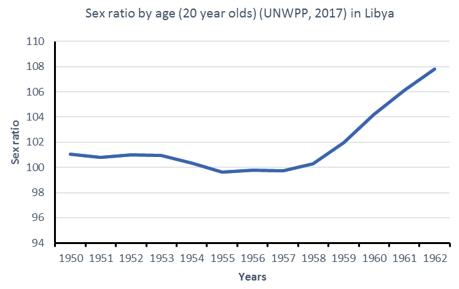 Sex ratio by age (20 year olds) (UNWPP, 2017) in Libya
110
108
106
104
102
100
98
96
94
Sex ratio
1950 1951 1952 1953 1954 1955 1956 1957 1958 1959 1960 1961 1962
Years